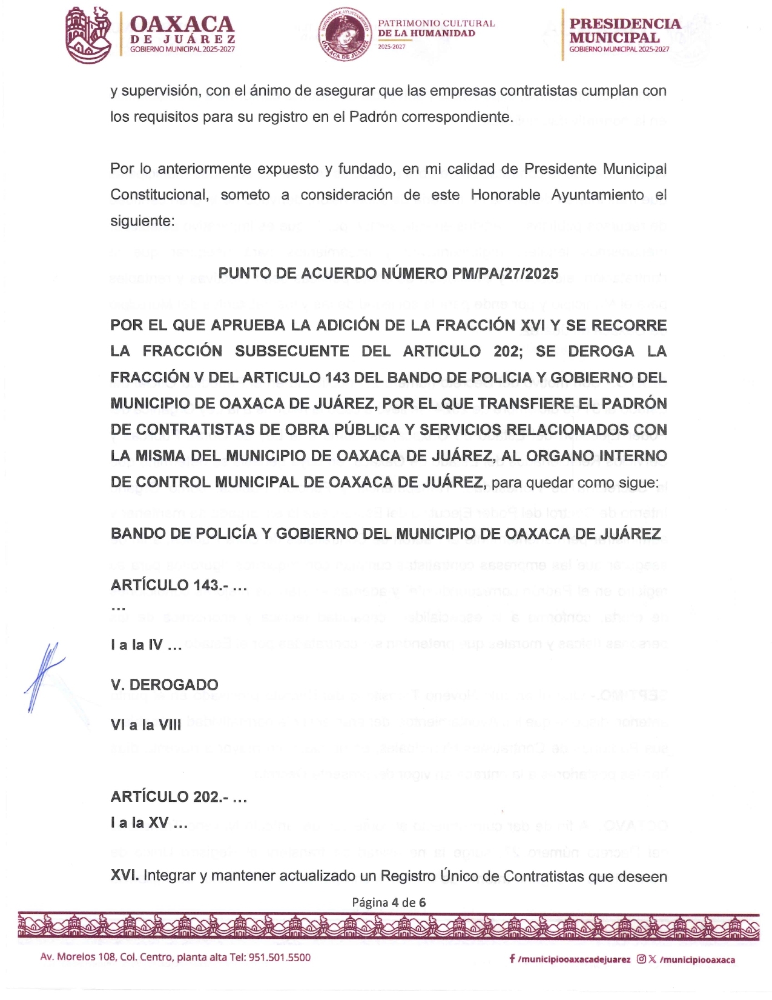 OAXACA
DE JUÁREZ
GOBIERNO MUNICIPAL 2025-2027
HONORABLE AYUNTAMIENTO
OAXACA DE JUÁREZ
PATRIMONIO CULTURAL
DE LA HUMANIDAD
2025-2027
PRESIDENCIA
MUNICIPAL
GOBIERNO MUNICIPAL 2025-2027
y supervisión, con el ánimo de asegurar que las empresas contratistas cumplan con
los requisitos para su registro en el Padrón correspondiente.
Por lo anteriormente expuesto y fundado, en mi calidad de Presidente Municipal
Constitucional, someto a consideración de este Honorable Ayuntamiento el
siguiente:
PUNTO DE ACUERDO NÚMERO PM/PA/27/2025
POR EL QUE APRUEBA LA ADICIÓN DE LA FRACCIÓN XVI Y SE RECORRE
LA FRACCIÓN SUBSECUENTE DEL ARTICULO 202; SE DEROGA LA
FRACCIÓN V DEL ARTICULO 143 DEL BANDO DE POLICIA Y GOBIERNO DEL
MUNICIPIO DE OAXACA DE JUÁREZ, POR EL QUE TRANSFIERE EL PADRÓN
DE CONTRATISTAS DE OBRA PÚBLICA Y SERVICIOS RELACIONADOS CON
LA MISMA DEL MUNICIPIO DE OAXACA DE JUÁREZ, AL ORGANO INTERNO
DE CONTROL MUNICIPAL DE OAXACA DE JUÁREZ, para quedar como sigue:
BANDO DE POLICÍA Y GOBIERNO DEL MUNICIPIO DE OAXACA DE JUÁREZ
ARTÍCULO 143.- ...
...
I a la IV ...
V. DEROGADO
VI a la VIII
ARTÍCULO 202.- ...
I a la XV ...
XVI. Integrar y mantener actualizado un Registro Único de Contratistas que deseen
Página 4 de 6
Av. Morelos 108, Col. Centro, planta alta Tel: 951.501.5500
/municipiooaxacadejuarez /municipiooaxaca